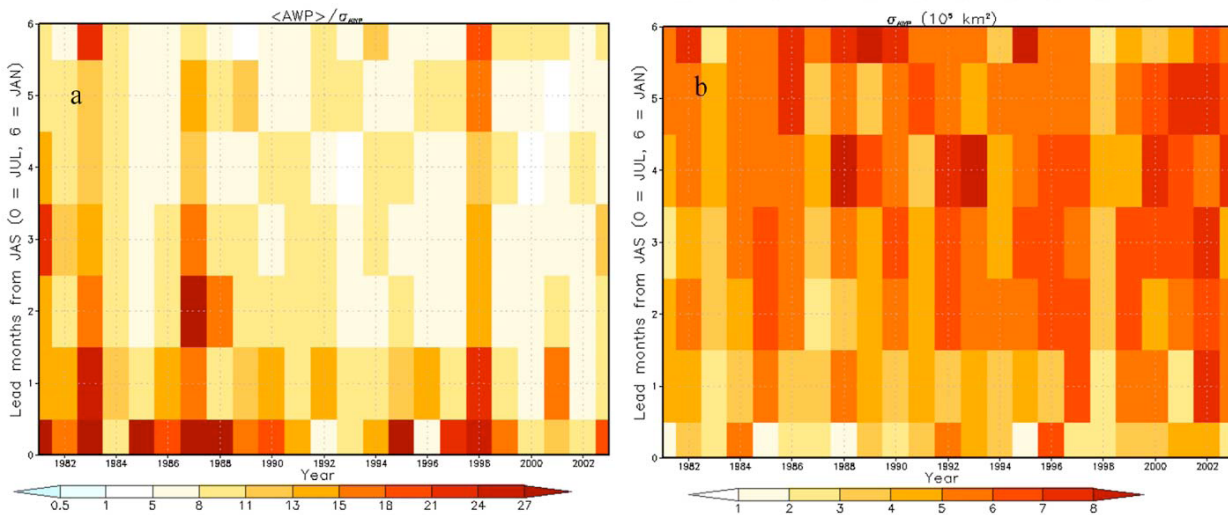 <AWP>/σAWP
6
5
4
3
2
1
0
a
Lead months from JAS (0 = JUL, 6 = JAN)
1982 1984 1986 1988 1990 1992 1994 1996 1998 2000 2002
Year
0.5 1 5 8 11 13 15 18 21 24 27
σAWP (10⁵ km²)
6
5
4
3
2
1
0
b
Lead months from JAS (0 = JUL, 6 = JAN)
1982 1984 1986 1988 1990 1992 1994 1996 1998 2000 2002
Year
1 2 3 4 5 6 7 8